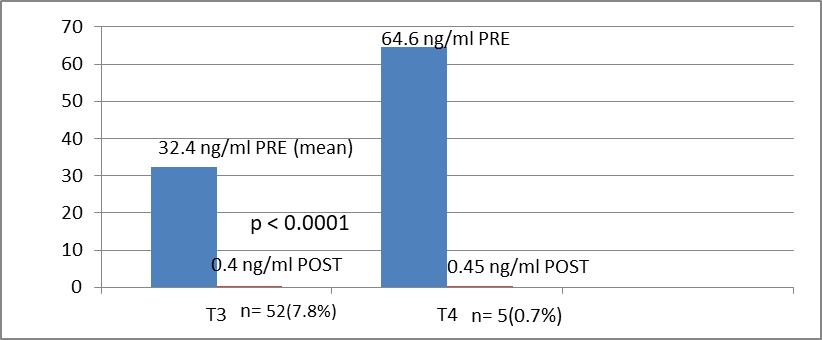 70
60
50
40
30
20
10
0
64.6 ng/ml PRE
32.4 ng/ml PRE (mean)
p < 0.0001
0.4 ng/ml POST
0.45 ng/ml POST
T3 n= 52(7.8%)
T4 n= 5(0.7%)